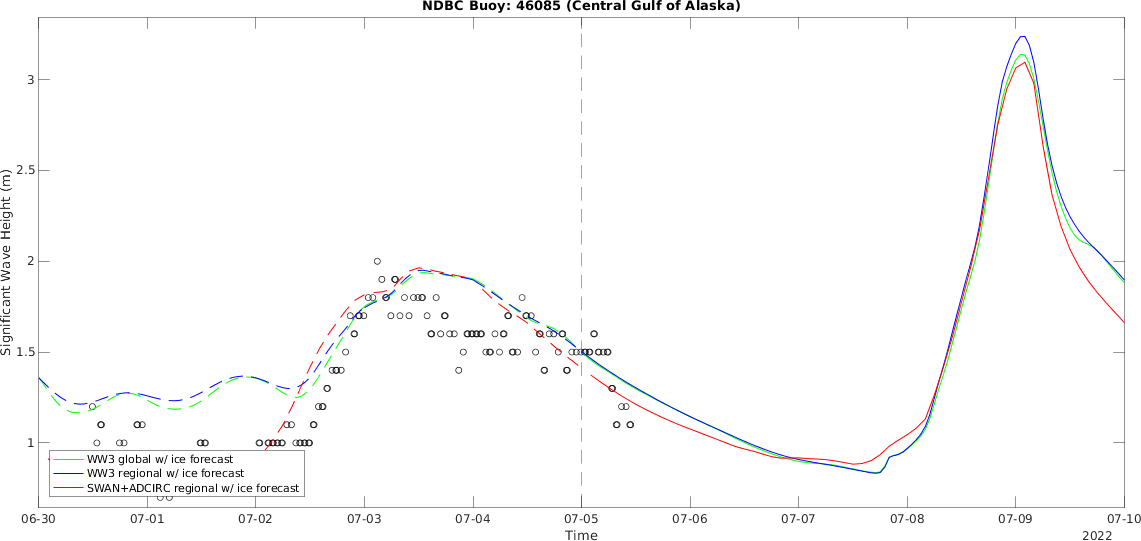 NDBC Buoy: 46085 (Central Gulf of Alaska)
Significant Wave Height (m)
3
2.5
2
1.5
1
WW3 global w/ ice forecast
WW3 regional w/ ice forecast
SWAN+ADCIRC regional w/ ice forecast
06-30 07-01 07-02 07-03 07-04 07-05 07-06 07-07 07-08 07-09 07-10
Time
2022